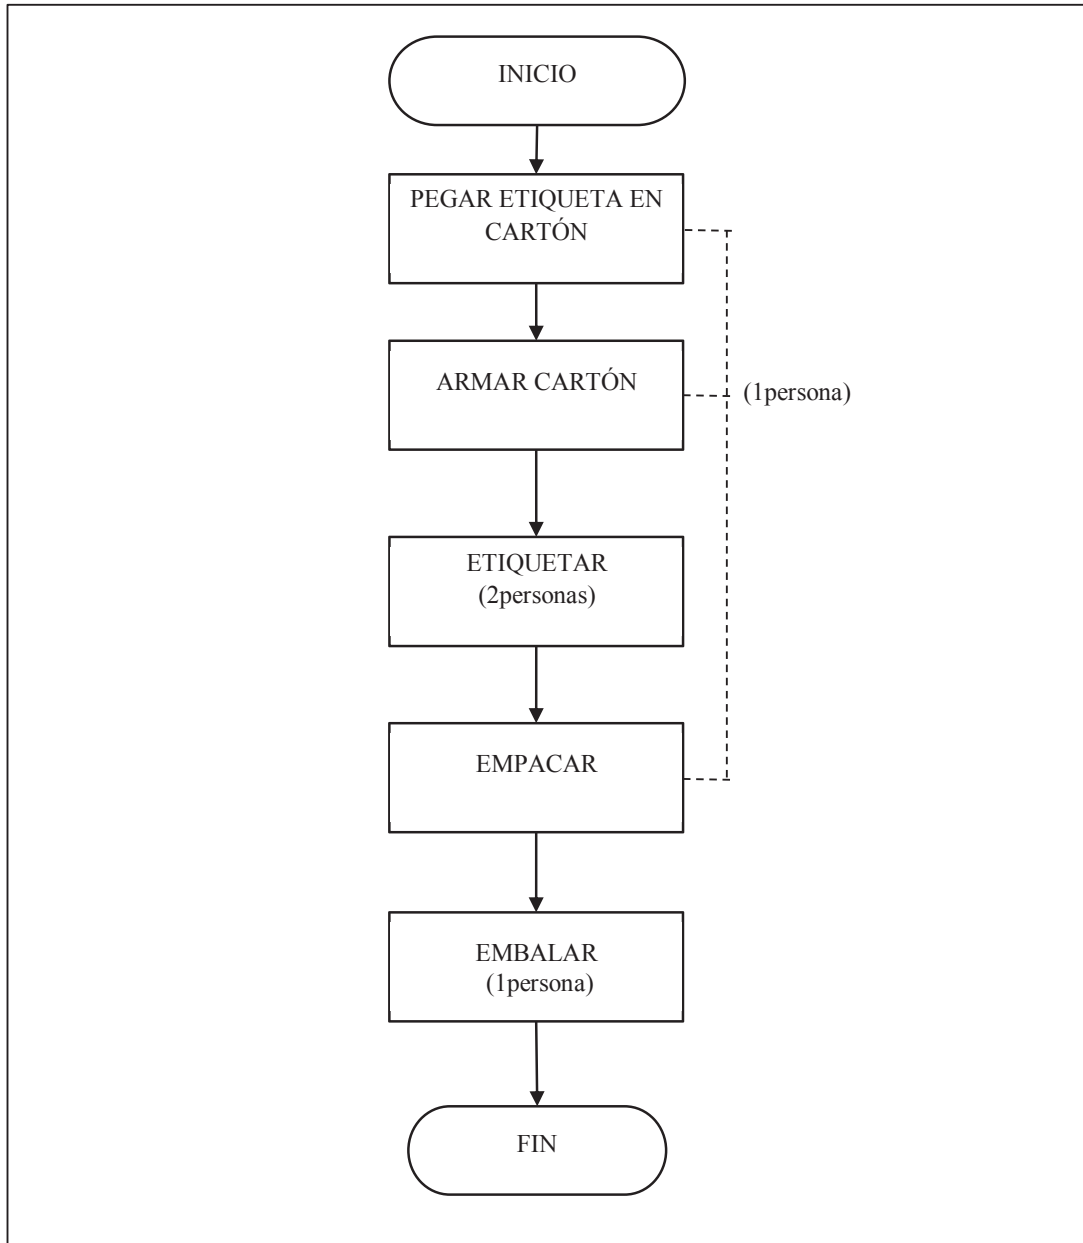 INICIO
PEGAR ETIQUETA EN
CARTÓN
ARMAR CARTÓN
(1persona)
ETIQUETAR
(2personas)
EMPACAR
EMBALAR
(1persona)
FIN